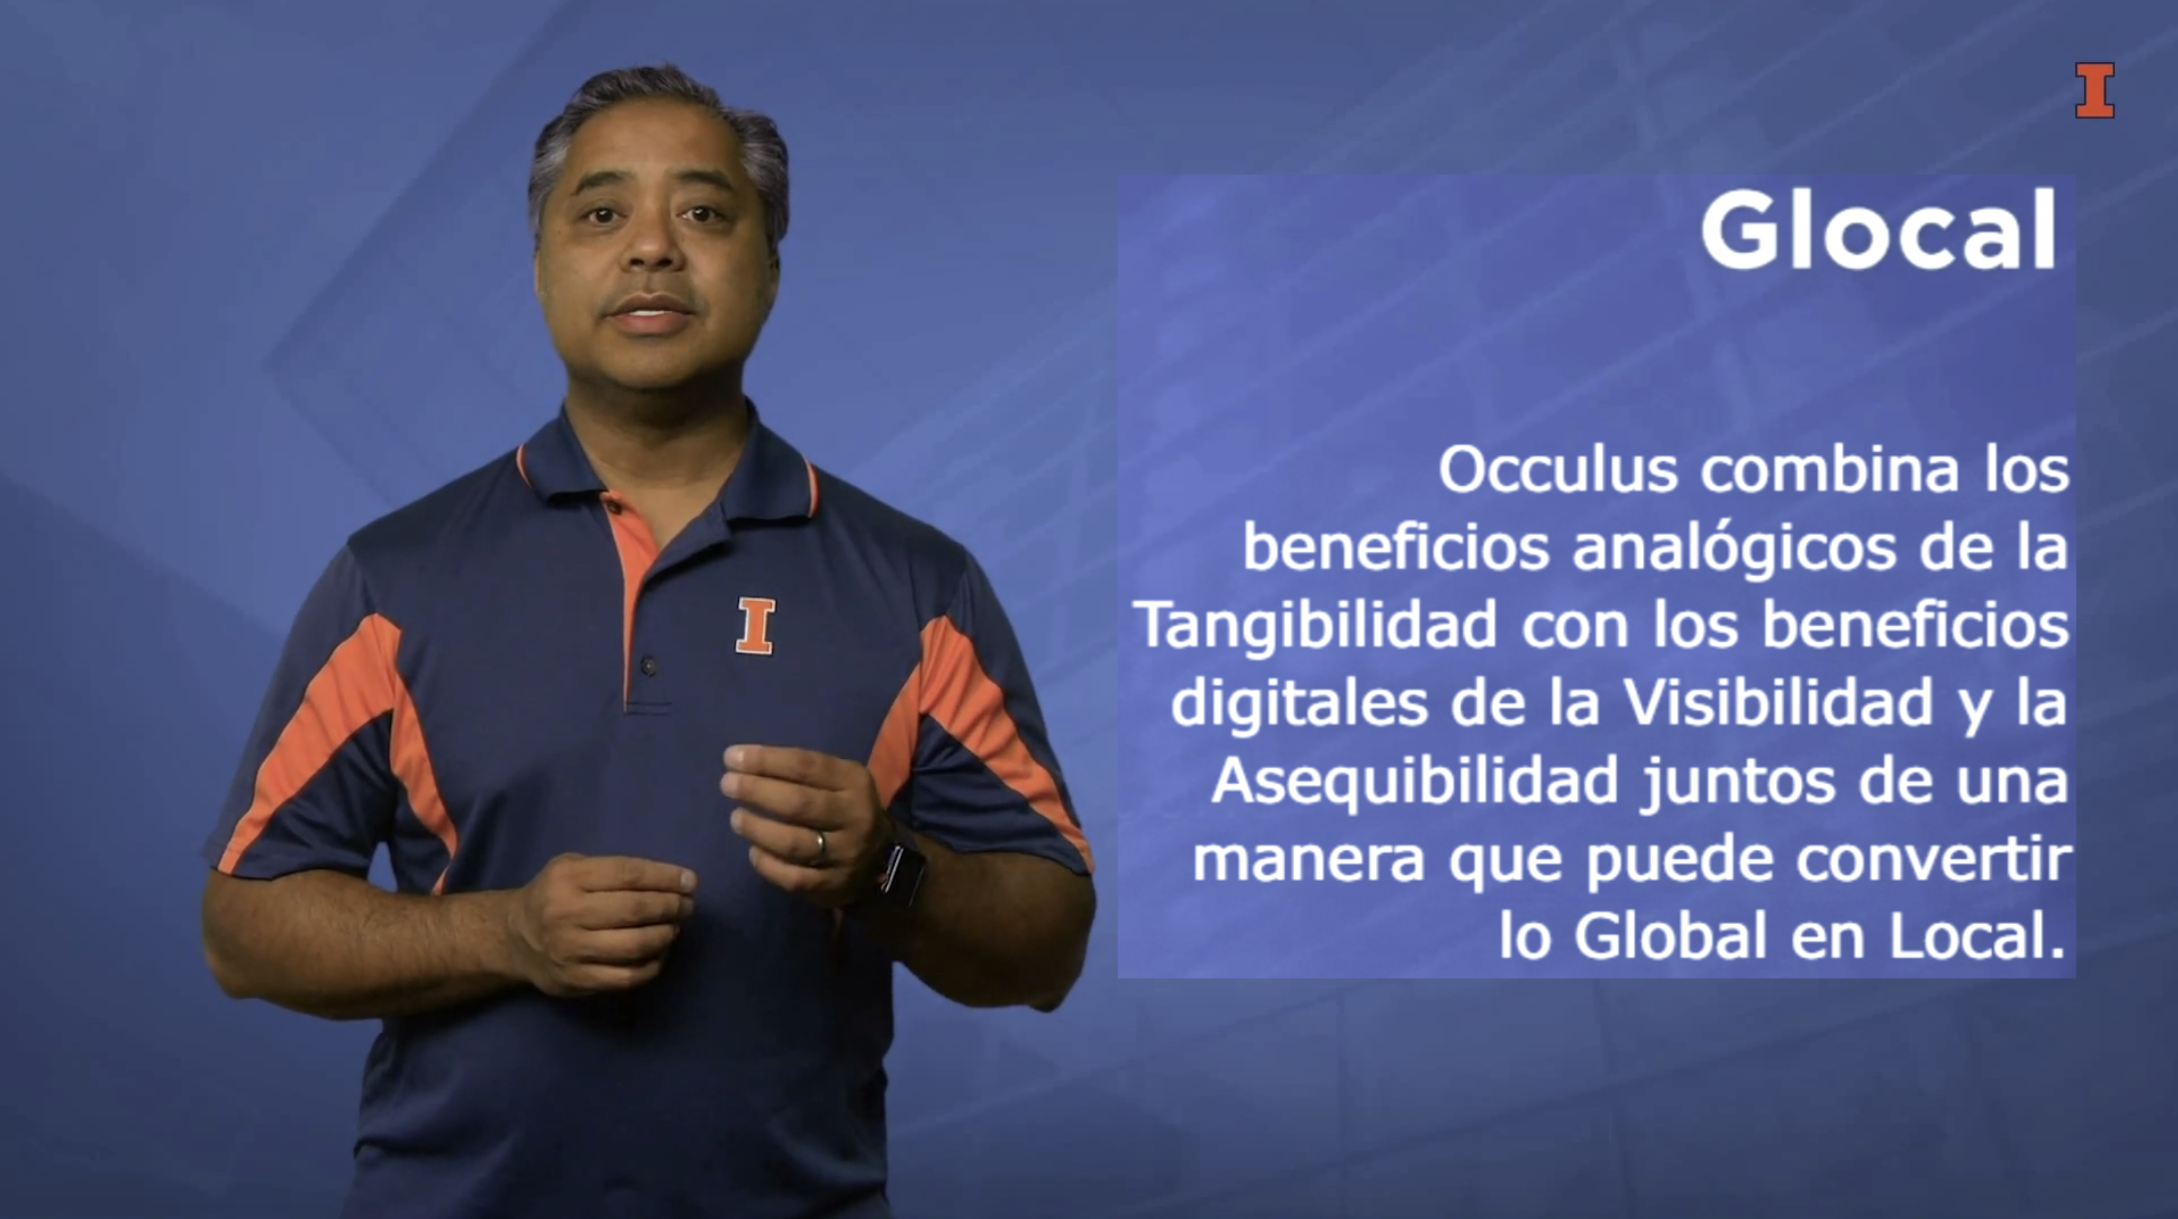 I
Glocal
Occulus combina los
beneficios analógicos de la
Tangibilidad con los beneficios
digitales de la Visibilidad y la
Asequibilidad juntos de una
manera que puede convertir
lo Global en Local.
I